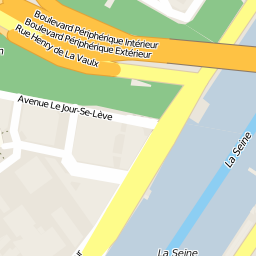 Boulevard Périphérique Intérieur
Boulevard Périphérique Extérieur
Rue Henry de La Vaulx
Avenue Le Jour-Se-Lève
La Seine
La Seine